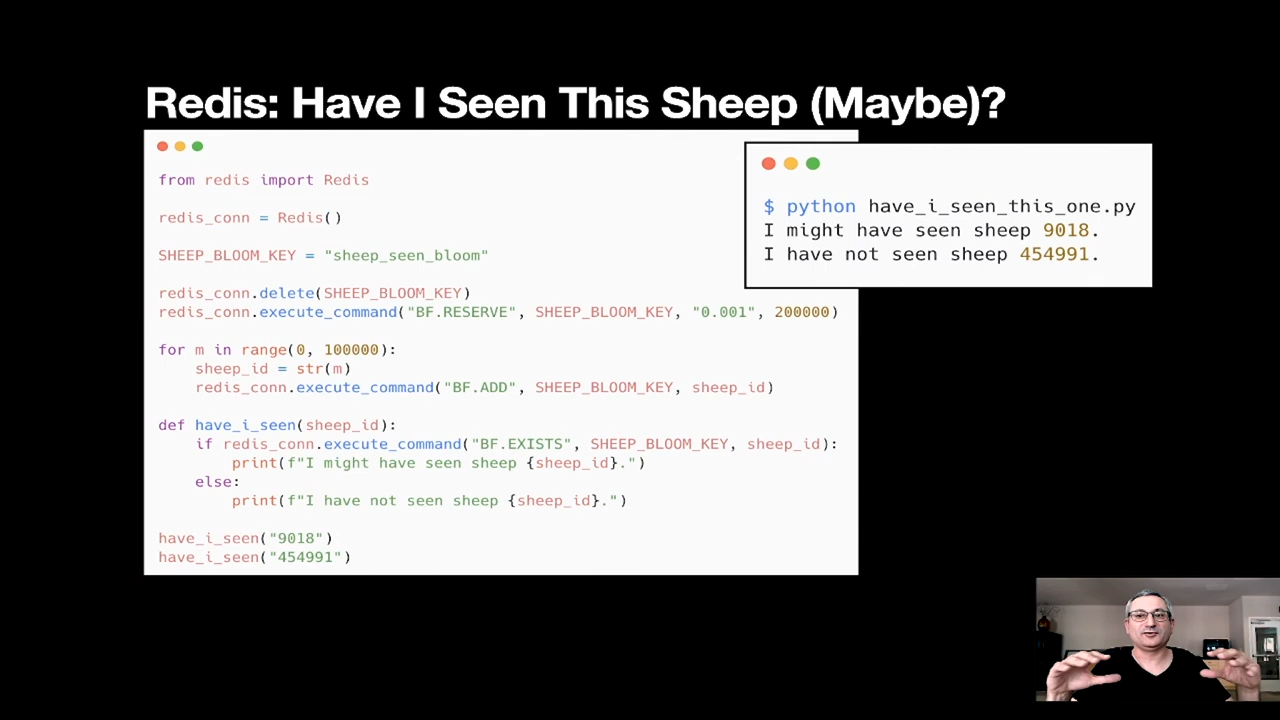 Redis: Have I Seen This Sheep (Maybe)?
from redis import Redis
redis_conn = Redis()
SHEEP_BLOOM_KEY = "sheep_seen_bloom"
redis_conn.delete(SHEEP_BLOOM_KEY)
redis_conn.execute_command("BF.RESERVE", SHEEP_BLOOM_KEY, "0.001", 200000)
for m in range(0, 100000):
    sheep_id = str(m)
    redis_conn.execute_command("BF.ADD", SHEEP_BLOOM_KEY, sheep_id)
def have_i_seen(sheep_id):
    if redis_conn.execute_command("BF.EXISTS", SHEEP_BLOOM_KEY, sheep_id):
        print(f"I might have seen sheep {sheep_id}.")
    else:
        print(f"I have not seen sheep {sheep_id}.")
have_i_seen("9018")
have_i_seen("454991")
$ python have_i_seen_this_one.py
I might have seen sheep 9018.
I have not seen sheep 454991.